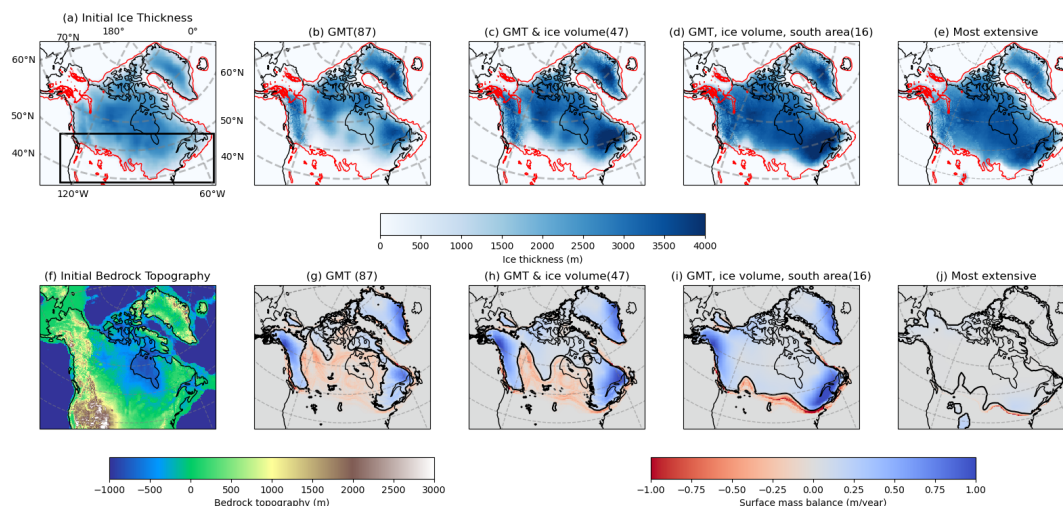 (a) Initial Ice Thickness
180°
0°
70°N
60°N
50°N
40°N
120°W
60°W
(b) GMT(87)
60°N
50°N
40°N
(c) GMT & ice volume(47)
(d) GMT, ice volume, south area(16)
(e) Most extensive
0
500
1000
1500
2000
2500
3000
3500
4000
Ice thickness (m)
(f) Initial Bedrock Topography
(g) GMT (87)
(h) GMT & ice volume(47)
(i) GMT, ice volume, south area(16)
(j) Most extensive
−1000
−500
0
500
1000
1500
2000
2500
3000
Bedrock topography (m)
−1.00
−0.75
−0.50
−0.25
0.00
0.25
0.50
0.75
1.00
Surface mass balance (m/year)